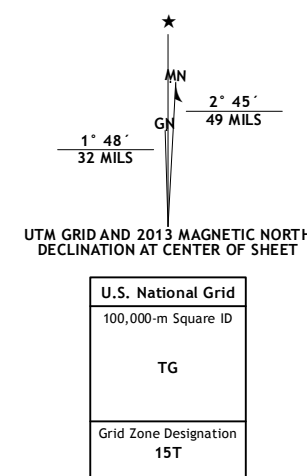 ★
MN
GN
2° 45´
49 MILS
1° 48´
32 MILS
UTM GRID AND 2013 MAGNETIC NORTH
DECLINATION AT CENTER OF SHEET
U.S. National Grid
100,000-m Square ID
TG
Grid Zone Designation
15T